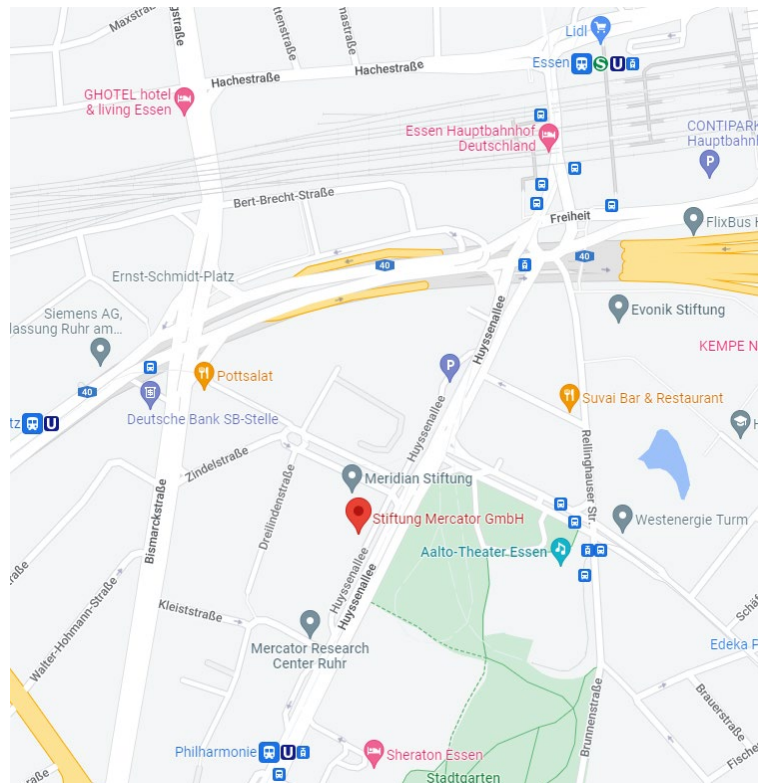 Maxstraße
Lidl
Essen
Hachestraße
Hachestraße
GHOTEL hotel
& living Essen
Essen Hauptbahnhof
Deutschland
CONTIPARK
Hauptbahnh
P
Bert-Brecht-Straße
Freiheit
FlixBus H
40
40
Ernst-Schmidt-Platz
Huyssenallee
Evonik Stiftung
Siemens AG,
lassung Ruhr am...
KEMPE N
P
Pottsalat
40
Huyssenallee
Suvai Bar & Restaurant
Deutsche Bank SB-Stelle
tz
U
Zindelstraße
Rellinghauser Str.
Meridian Stiftung
Bismarckstraße
Dreilindenstraße
Stiftung Mercator GmbH
Westenergie Turm
Aalto-Theater Essen
Huyssenallee
Huyssenallee
Walter-Hohmann-Straße
Kleiststraße
Mercator Research
Center Ruhr
Edeka P
Brauerstraße
Brunnenstraße
Philharmonie
U
Sheraton Essen
Stadtgarten